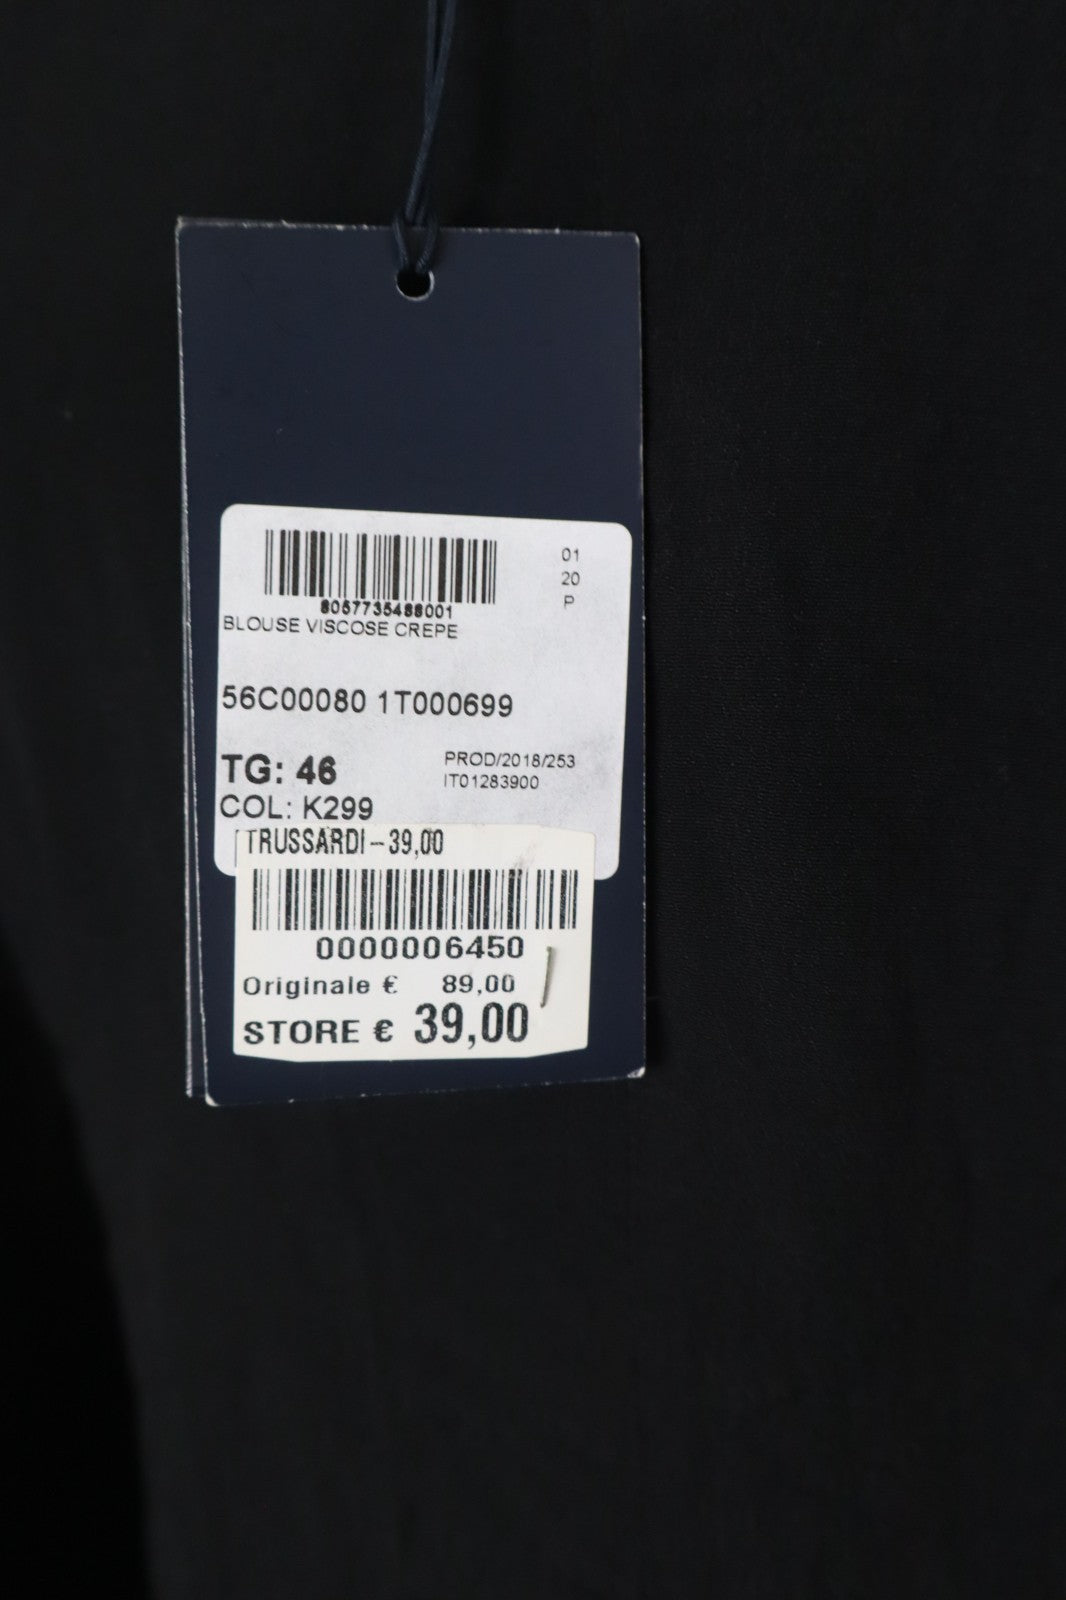 01
20
P
8057735488001
BLOUSE VISCOSE CREPE
56C00080 1T000699
TG: 46
PROD/2018/253
COL: K299
IT01283900
TRUSSARDI-39,00
0000006450
Originale € 89,00
STORE € 39,00